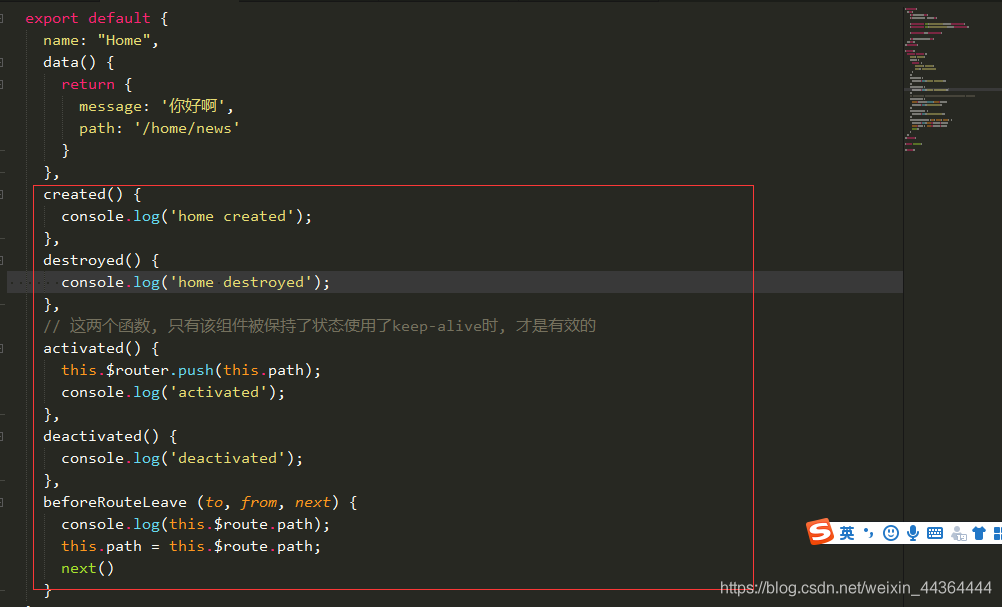 export default {
name: "Home",
data() {
return {
message: '你好啊',
path: '/home/news'
}
},
created() {
console.log('home created');
},
destroyed() {
console.log('home destroyed');
},
// 这两个函数, 只有该组件被保持了状态使用了keep-alive时, 才是有效的
activated() {
this.$router.push(this.path);
console.log('activated');
},
deactivated() {
console.log('deactivated');
},
beforeRouteLeave (to, from, next) {
console.log(this.$route.path);
this.path = this.$route.path;
next()
}
英
https://blog.csdn.net/weixin_44364444